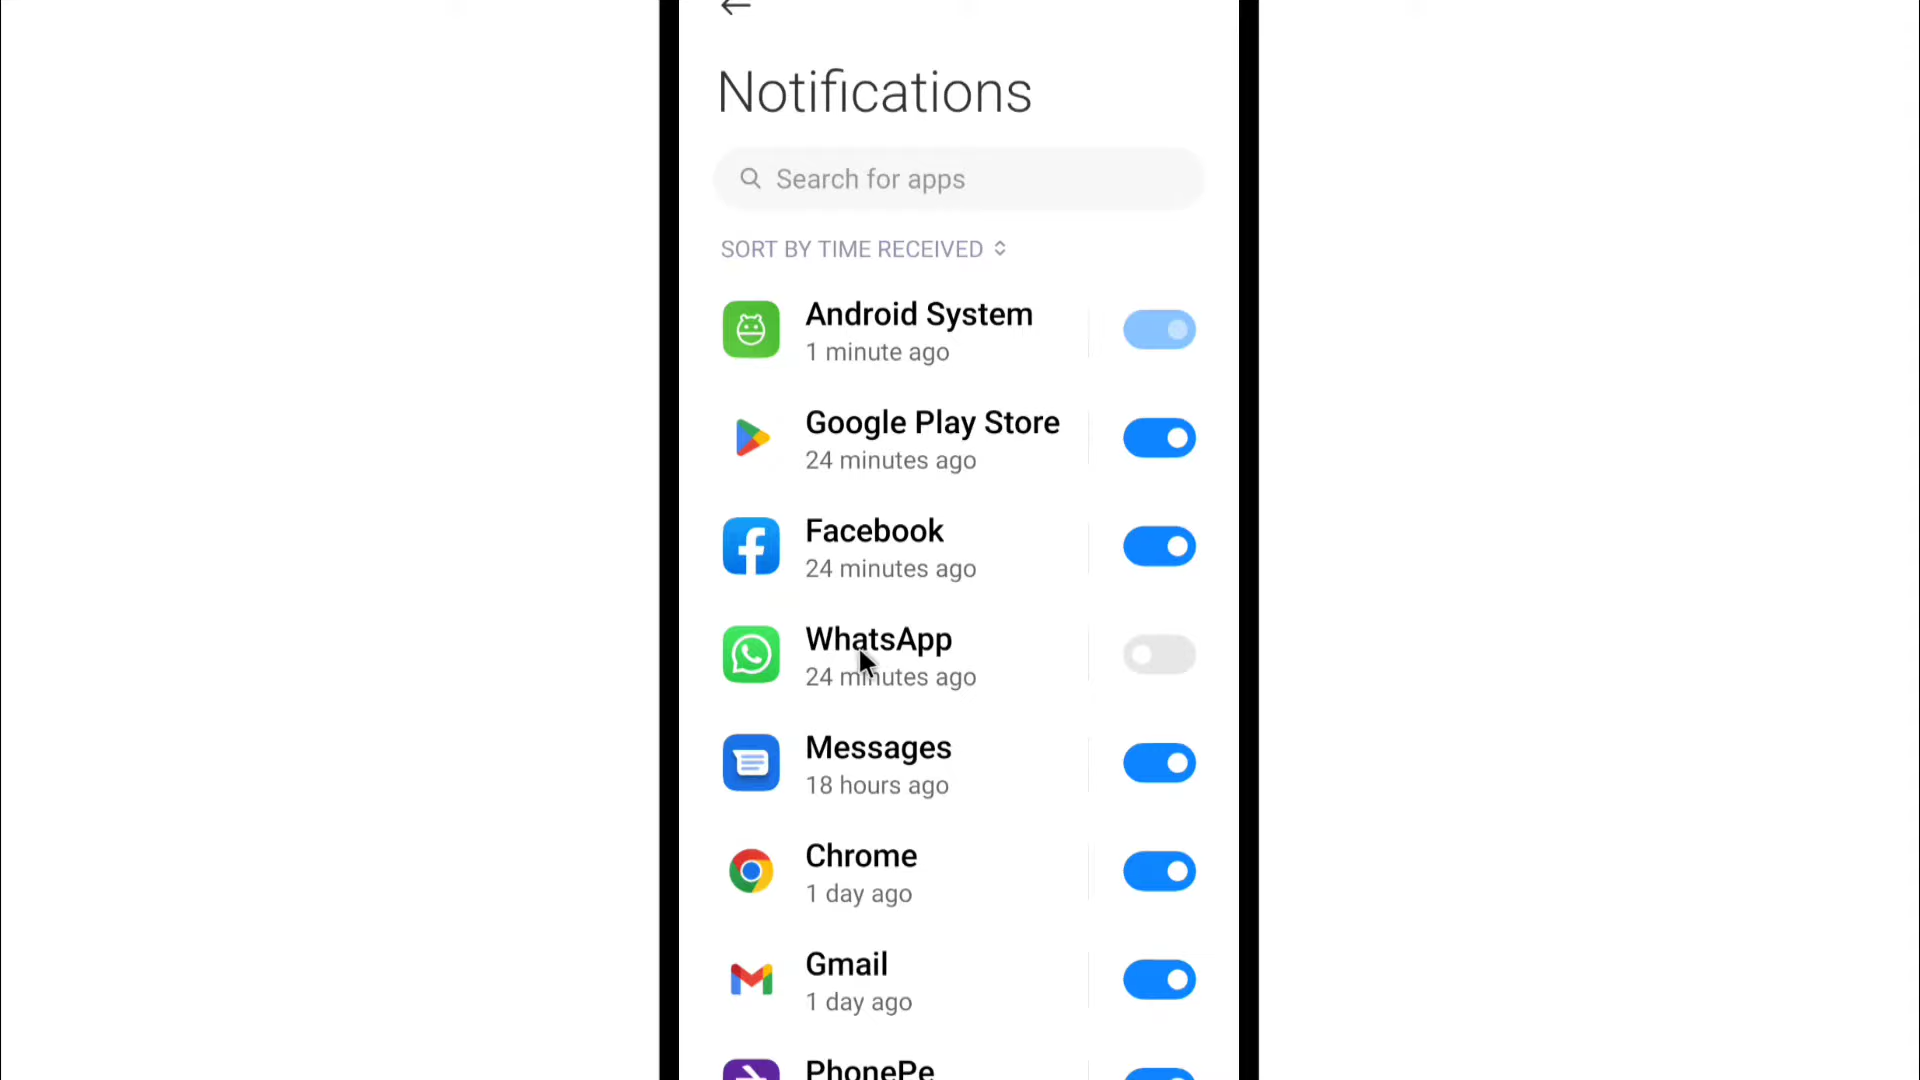 Notifications
Search for apps
SORT BY TIME RECEIVED
Android System
1 minute ago
Google Play Store
24 minutes ago
Facebook
24 minutes ago
WhatsApp
24 minutes ago
Messages
18 hours ago
Chrome
1 day ago
Gmail
1 day ago
PhonePe